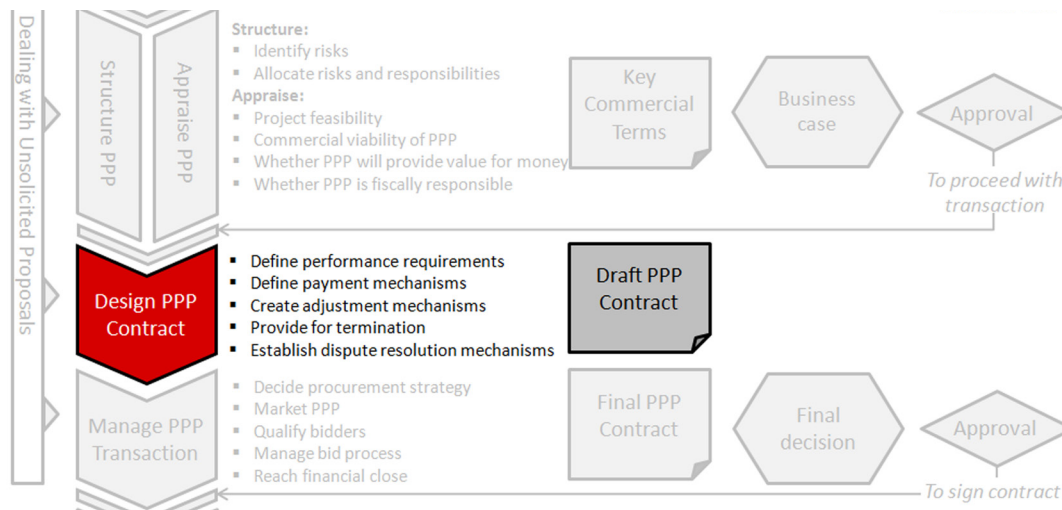 Dealing with Unsolicited Proposals
Structure PPP
Appraise PPP
Structure:
▪ Identify risks
▪ Allocate risks and responsibilities
Appraise:
▪ Project feasibility
▪ Commercial viability of PPP
▪ Whether PPP will provide value for money
▪ Whether PPP is fiscally responsible
Key
Commercial
Terms
Business
case
Approval
To proceed with
transaction
Design PPP
Contract
▪ Define performance requirements
▪ Define payment mechanisms
▪ Create adjustment mechanisms
▪ Provide for termination
▪ Establish dispute resolution mechanisms
Draft PPP
Contract
Manage PPP
Transaction
▪ Decide procurement strategy
▪ Market PPP
▪ Qualify bidders
▪ Manage bid process
▪ Reach financial close
Final PPP
Contract
Final
decision
Approval
To sign contract